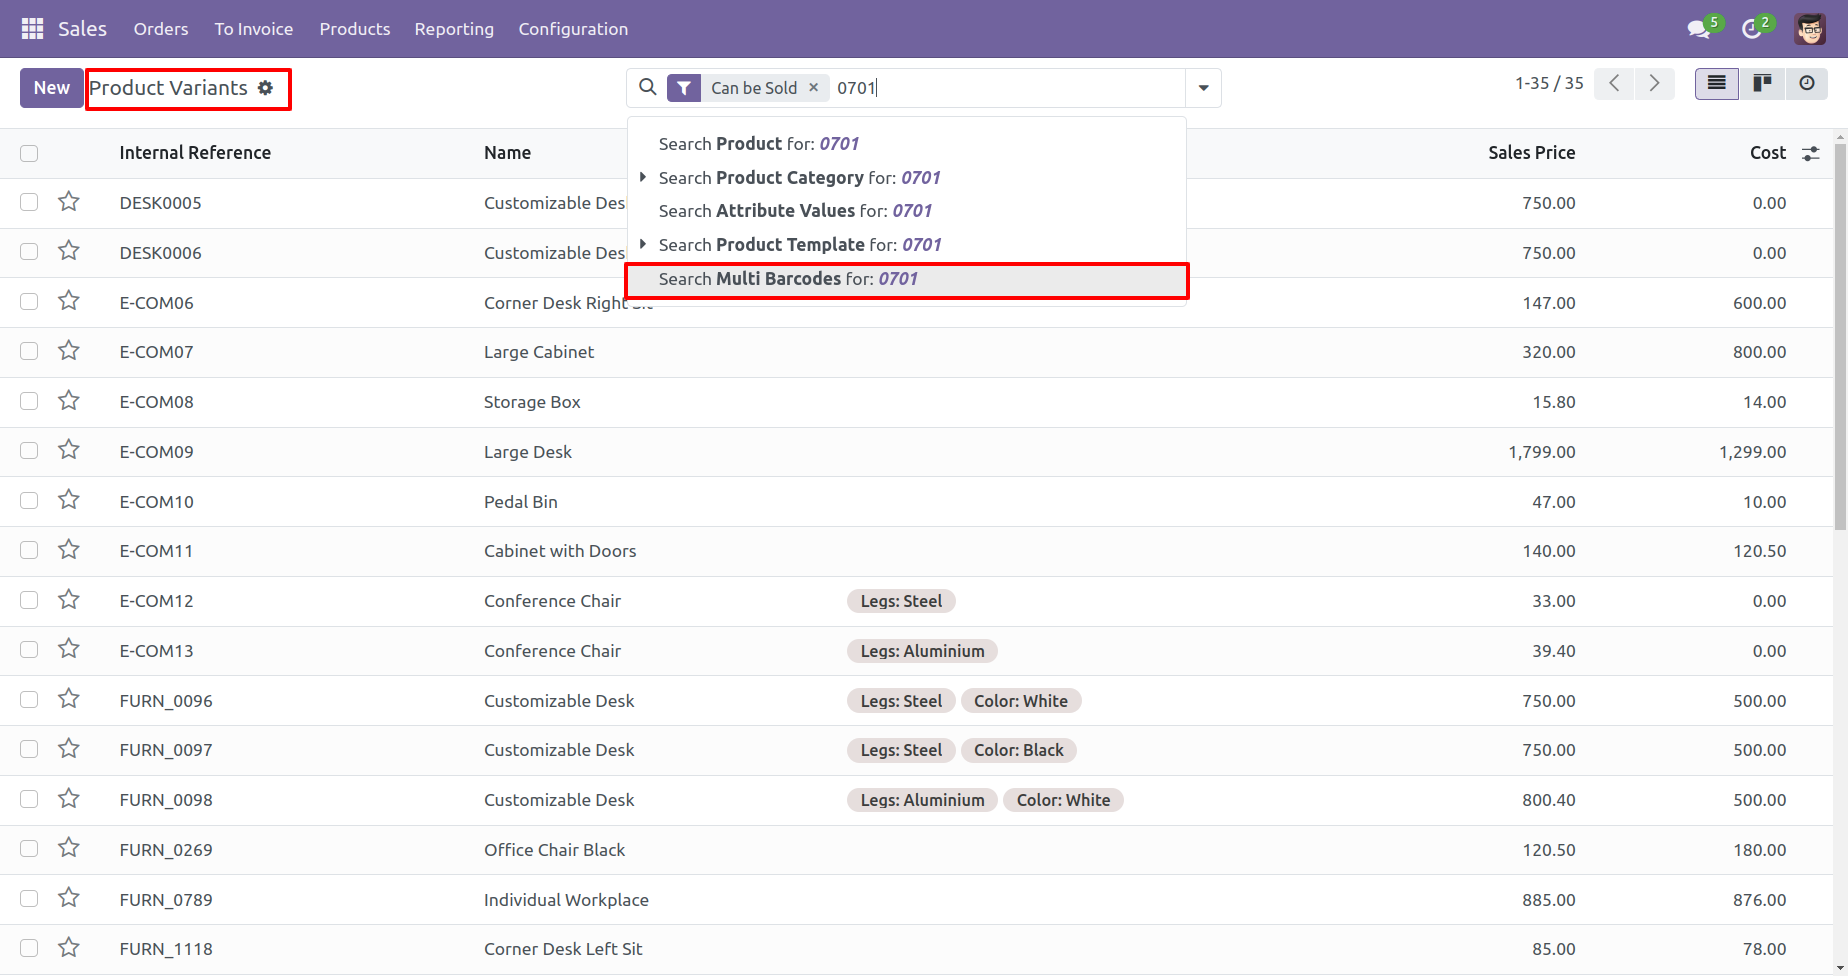 Sales Orders To Invoice Products Reporting Configuration 5 2
New Product Variants Can be Sold × 0701 1-35 / 35
Search Product for: 0701
Search Product Category for: 0701
Search Attribute Values for: 0701
Search Product Template for: 0701
Search Multi Barcodes for: 0701
Internal Reference Name Sales Price Cost
DESK0005 Customizable Des 750.00 0.00
DESK0006 Customizable Des 750.00 0.00
E-COM06 Corner Desk Right Sit 147.00 600.00
E-COM07 Large Cabinet 320.00 800.00
E-COM08 Storage Box 15.80 14.00
E-COM09 Large Desk 1,799.00 1,299.00
E-COM10 Pedal Bin 47.00 10.00
E-COM11 Cabinet with Doors 140.00 120.50
E-COM12 Conference Chair Legs: Steel 33.00 0.00
E-COM13 Conference Chair Legs: Aluminium 39.40 0.00
FURN_0096 Customizable Desk Legs: Steel Color: White 750.00 500.00
FURN_0097 Customizable Desk Legs: Steel Color: Black 750.00 500.00
FURN_0098 Customizable Desk Legs: Aluminium Color: White 800.40 500.00
FURN_0269 Office Chair Black 120.50 180.00
FURN_0789 Individual Workplace 885.00 876.00
FURN_1118 Corner Desk Left Sit 85.00 78.00